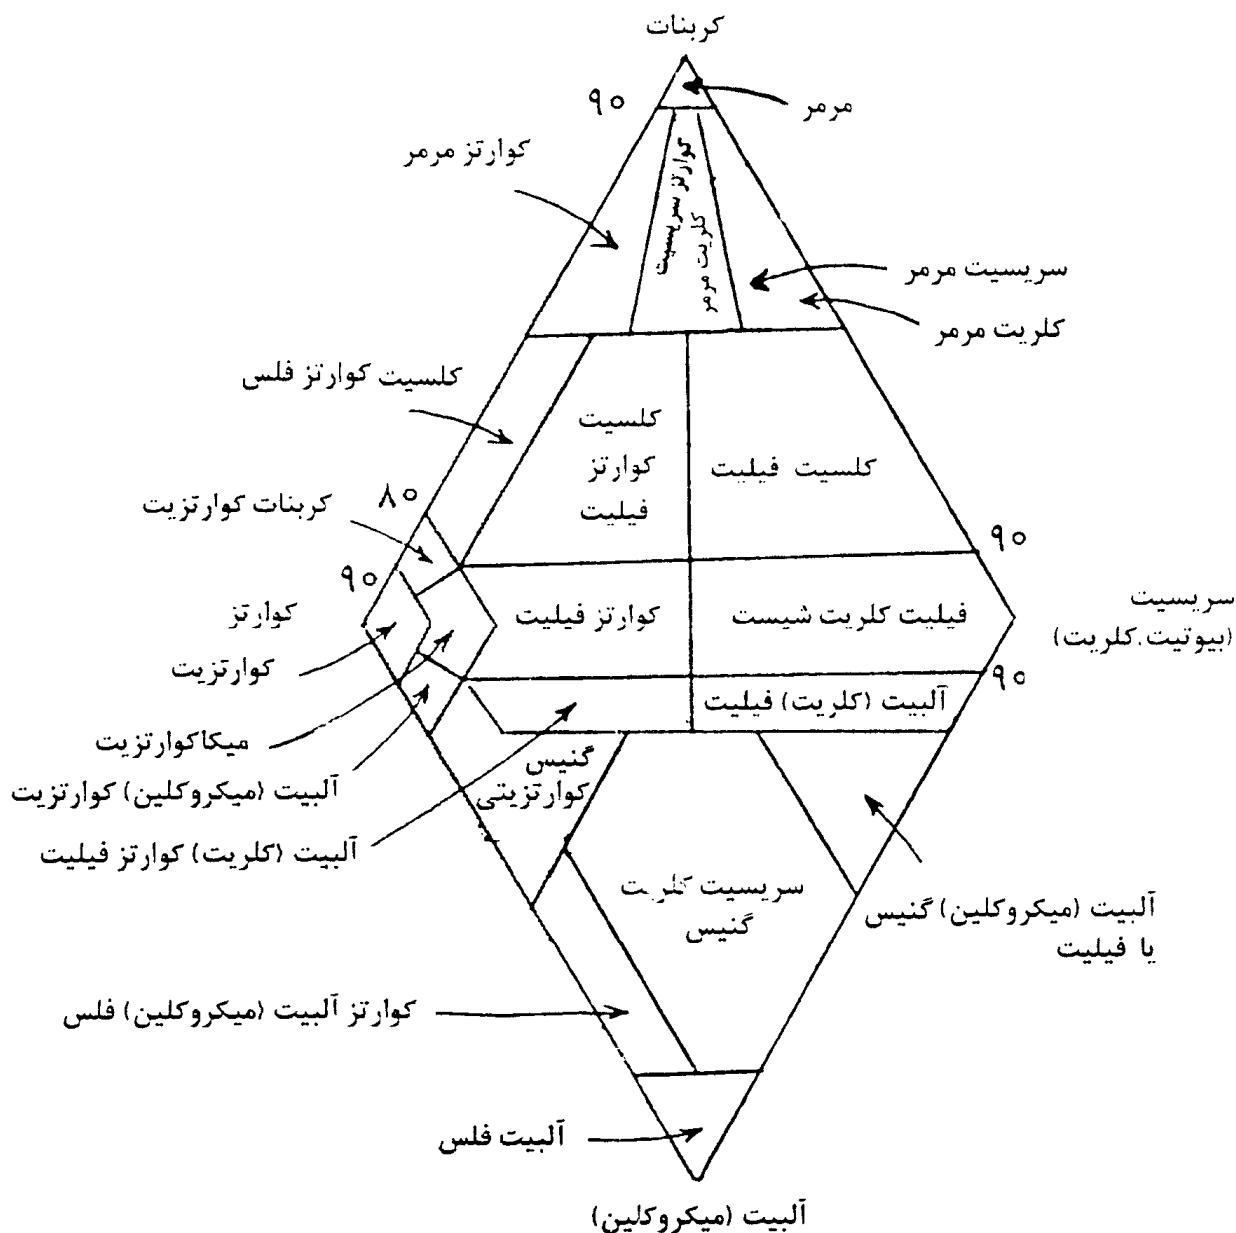 کربنات
۹۰
مرمر
کوارتز مرمر
کوارتز سریسیت
کلریت مرمر
سریسیت مرمر
کلریت مرمر
کلسیت کوارتز فلس
کلسیت
کوارتز
فیلیت
کلسیت فیلیت
۸۰
کربنات کوارتزیت
۹۰
۹۰
کوارتز
کوارتزیت
کوارتز فیلیت
فیلیت کلریت شیست
سریسیت
(بیوتیت.کلریت)
۹۰
آلبیت (کلریت) فیلیت
میکاکوارتزیت
آلبیت (میکروکلین) کوارتزیت
آلبیت (کلریت) کوارتز فیلیت
گنیس
کوارتزیتی
سریسیت کلریت
گنیس
آلبیت (میکروکلین) گنیس
یا فیلیت
کوارتز آلبیت (میکروکلین) فلس
آلبیت فلس
آلبیت (میکروکلین)